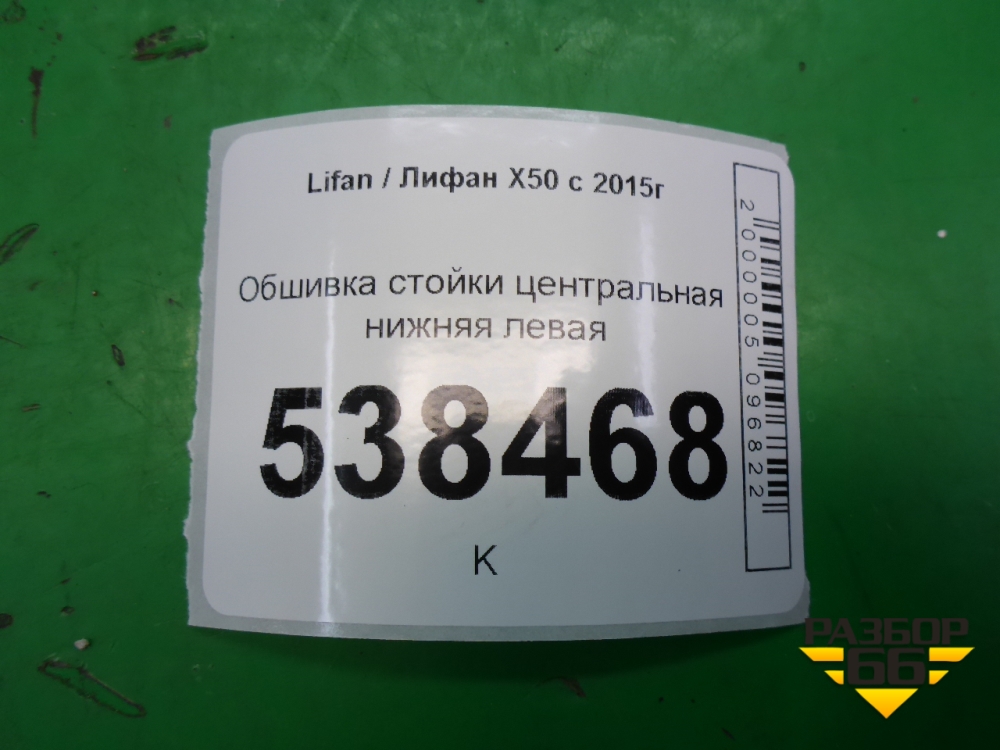 Lifan / Лифан X50 с 2015г
Обшивка стойки центральная
нижняя левая
538468
К
2000005096822
РАЗБОР
66